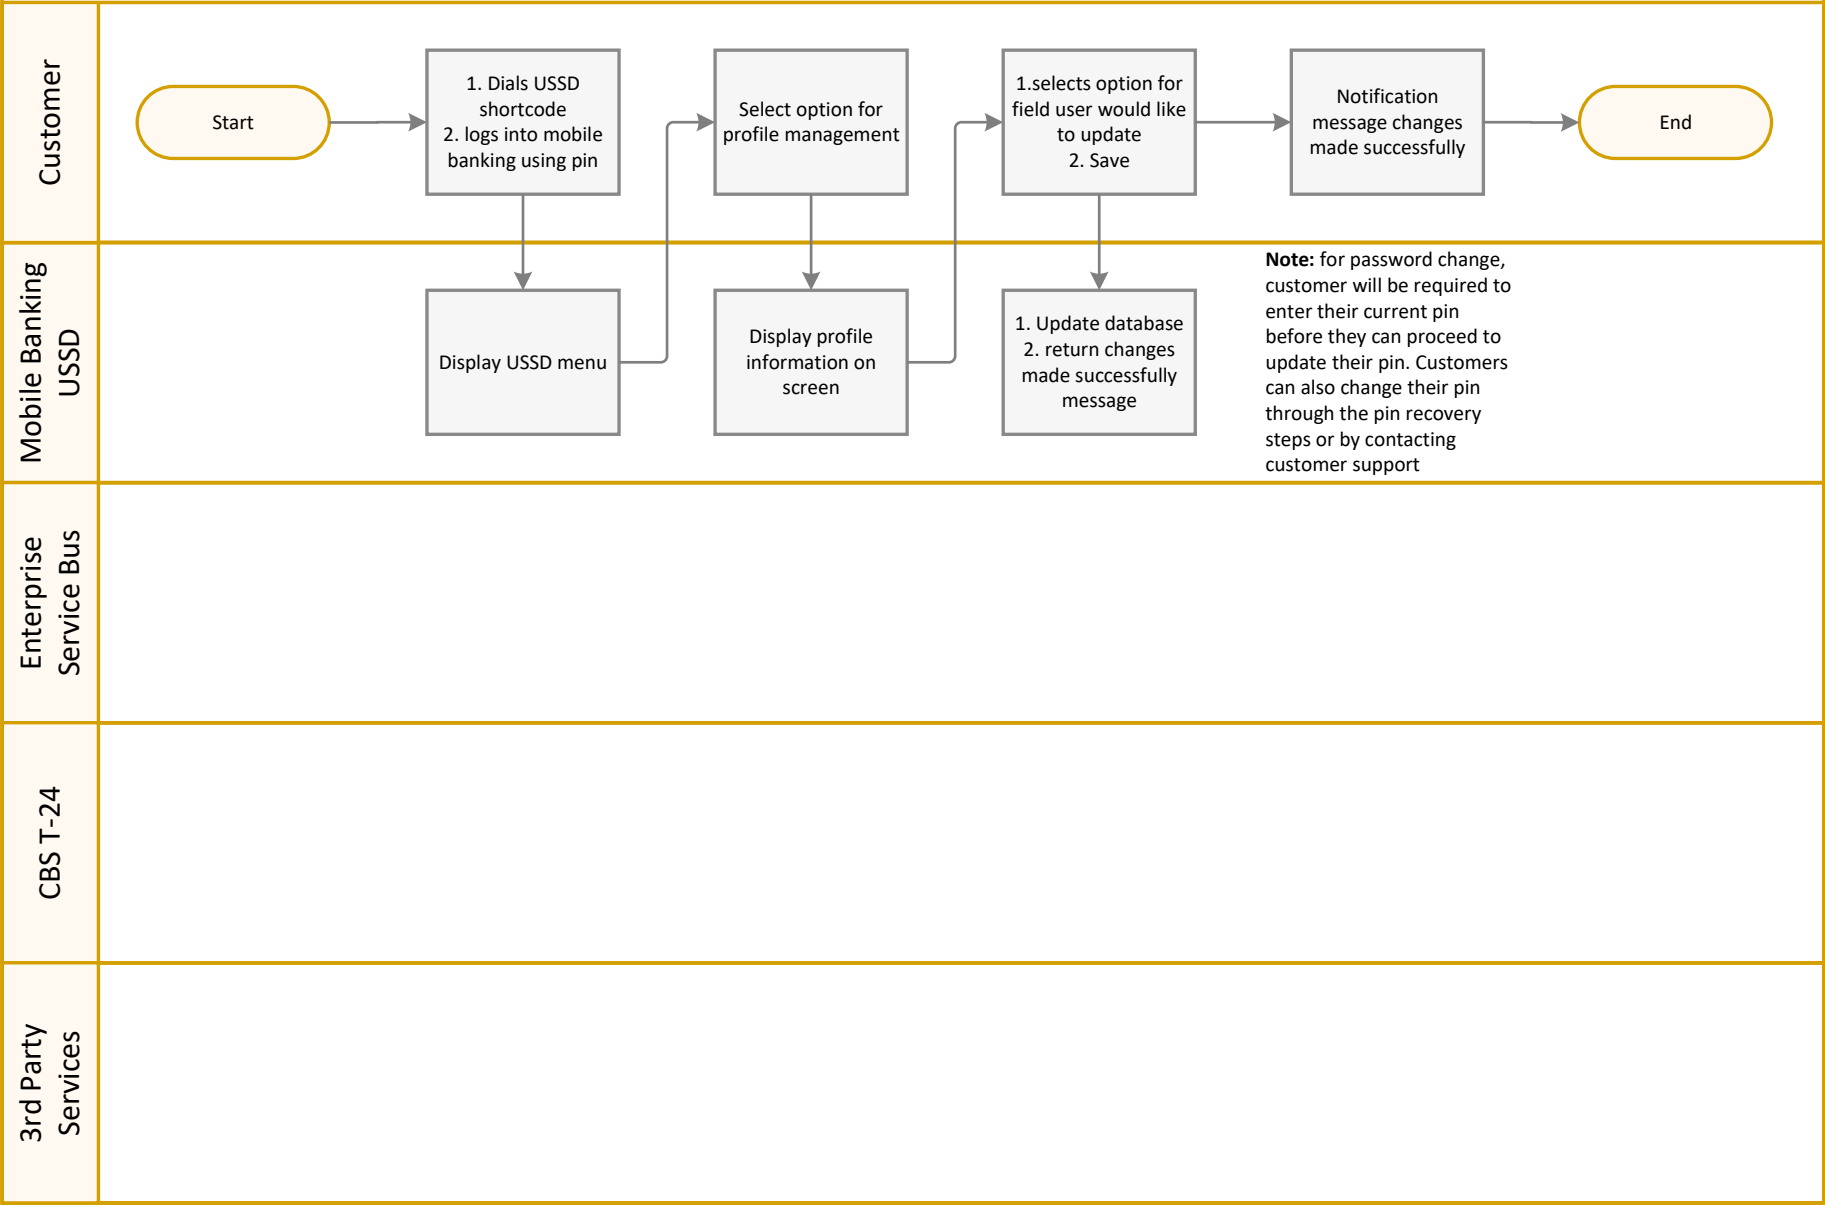 Customer
Start
1. Dials USSD
shortcode
2. logs into mobile
banking using pin
Select option for
profile management
1.selects option for
field user would like
to update
2. Save
Notification
message changes
made successfully
End
Mobile Banking
USSD
Display USSD menu
Display profile
information on
screen
1. Update database
2. return changes
made successfully
message
Note: for password change,
customer will be required to
enter their current pin
before they can proceed to
update their pin. Customers
can also change their pin
through the pin recovery
steps or by contacting
customer support
Enterprise
Service Bus
CBS T-24
3rd Party
Services